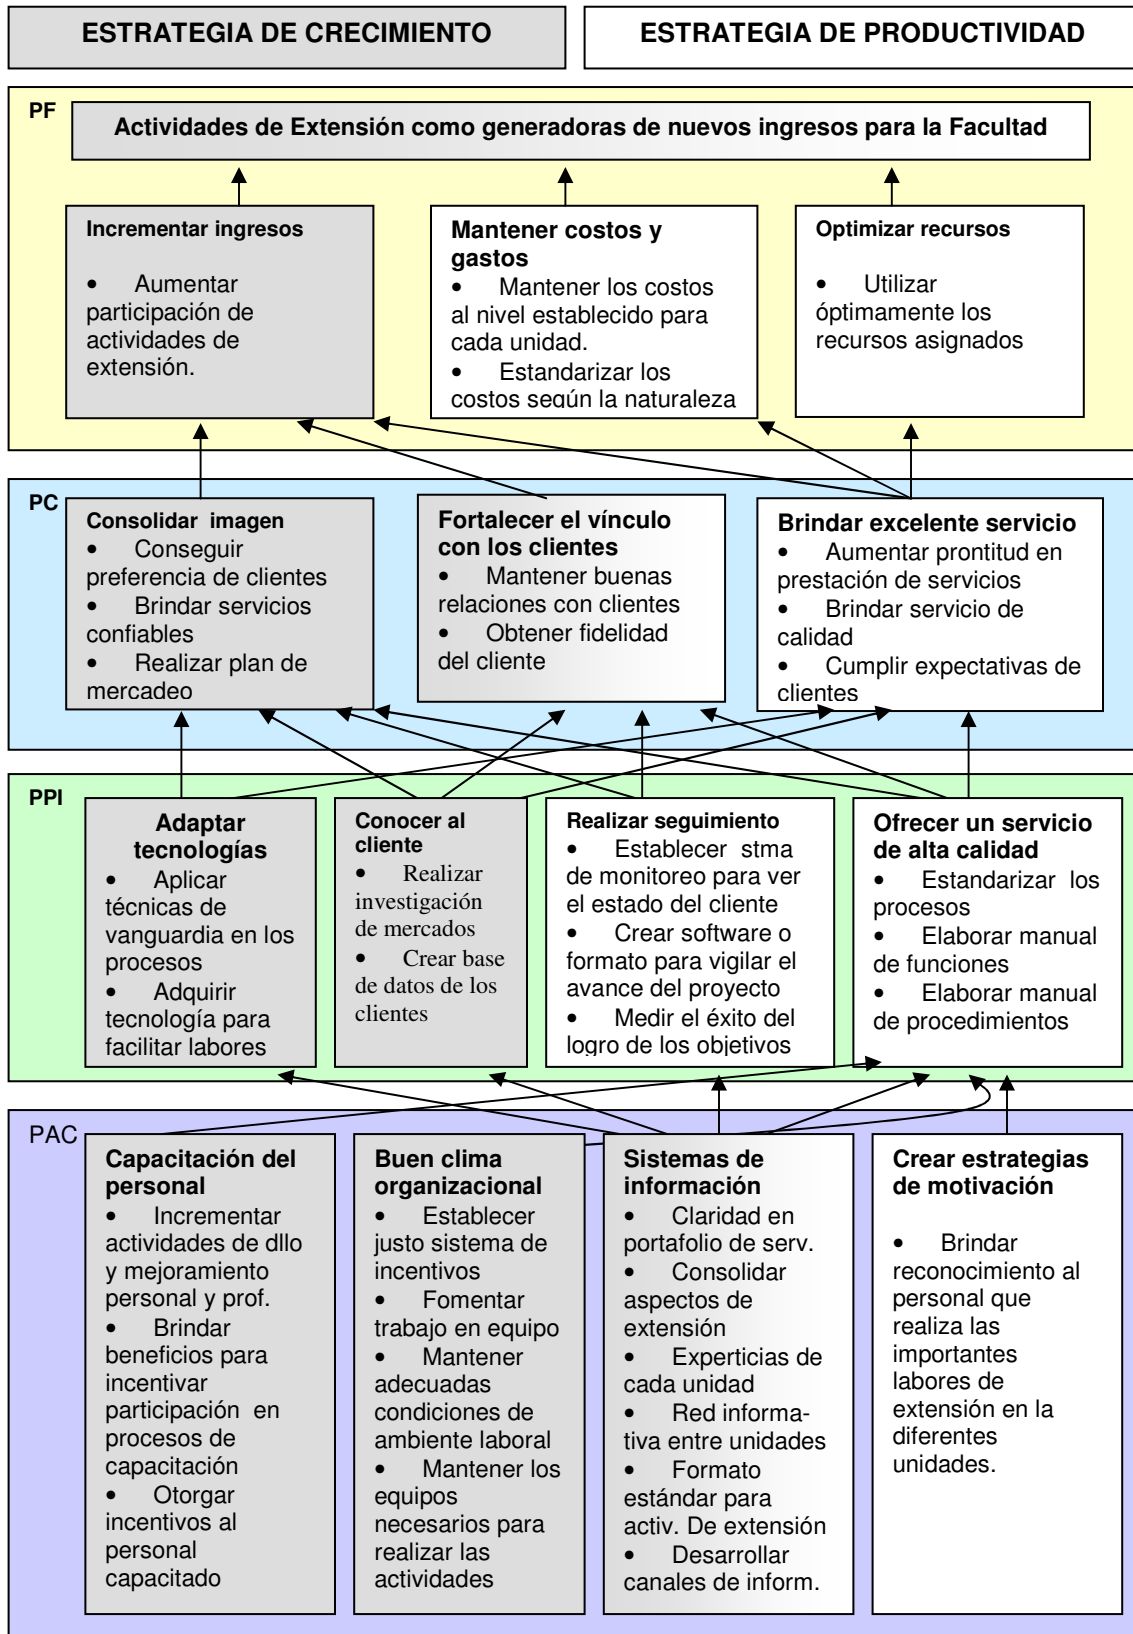 ESTRATEGIA DE CRECIMIENTO
ESTRATEGIA DE PRODUCTIVIDAD
PF
Actividades de Extensión como generadoras de nuevos ingresos para la Facultad
Incrementar ingresos
• Aumentar
participación de
actividades de
extensión.
Mantener costos y
gastos
• Mantener los costos
al nivel establecido para
cada unidad.
• Estandarizar los
costos según la naturaleza
Optimizar recursos
• Utilizar
óptimamente los
recursos asignados
PC
Consolidar imagen
• Conseguir
preferencia de clientes
• Brindar servicios
confiables
• Realizar plan de
mercadeo
Fortalecer el vínculo
con los clientes
• Mantener buenas
relaciones con clientes
• Obtener fidelidad
del cliente
Brindar excelente servicio
• Aumentar prontitud en
prestación de servicios
• Brindar servicio de
calidad
• Cumplir expectativas de
clientes
PPI
Adaptar
tecnologías
• Aplicar
técnicas de
vanguardia en los
procesos
• Adquirir
tecnología para
facilitar labores
Conocer al
cliente
• Realizar
investigación
de mercados
• Crear base
de datos de los
clientes
Realizar seguimiento
• Establecer stma
de monitoreo para ver
el estado del cliente
• Crear software o
formato para vigilar el
avance del proyecto
• Medir el éxito del
logro de los objetivos
Ofrecer un servicio
de alta calidad
• Estandarizar los
procesos
• Elaborar manual
de funciones
• Elaborar manual
de procedimientos
PAC
Capacitación del
personal
• Incrementar
actividades de dllo
y mejoramiento
personal y prof.
• Brindar
beneficios para
incentivar
participación en
procesos de
capacitación
• Otorgar
incentivos al
personal
capacitado
Buen clima
organizacional
• Establecer
justo sistema de
incentivos
• Fomentar
trabajo en equipo
• Mantener
adecuadas
condiciones de
ambiente laboral
• Mantener los
equipos
necesarios para
realizar las
actividades
Sistemas de
información
• Claridad en
portafolio de serv.
• Consolidar
aspectos de
extensión
• Experticias de
cada unidad
• Red informa-
tiva entre unidades
• Formato
estándar para
activ. De extensión
• Desarrollar
canales de inform.
Crear estrategias
de motivación
• Brindar
reconocimiento al
personal que
realiza las
importantes
labores de
extensión en la
diferentes
unidades.